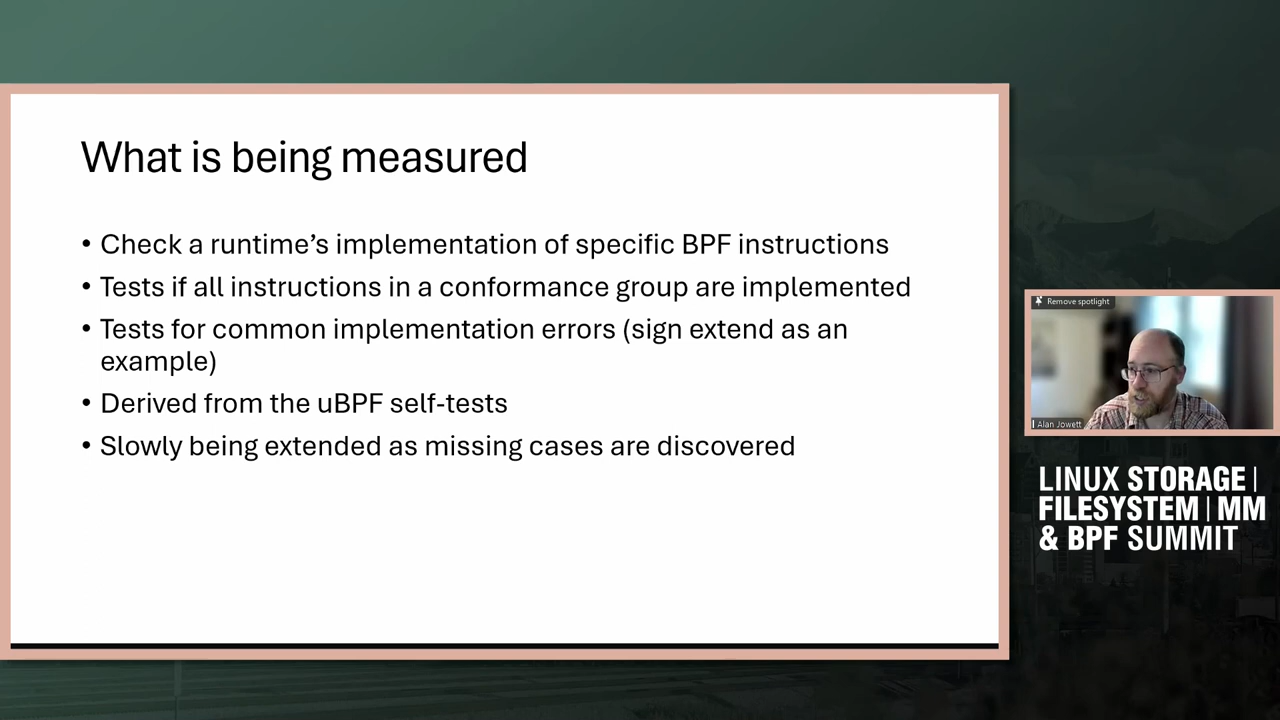 What is being measured
• Check a runtime’s implementation of specific BPF instructions
• Tests if all instructions in a conformance group are implemented
• Tests for common implementation errors (sign extend as an
example)
• Derived from the uBPF self-tests
• Slowly being extended as missing cases are discovered
Remove spotlight
Alan Jowett
LINUX STORAGE |
FILESYSTEM | MM
& BPF SUMMIT